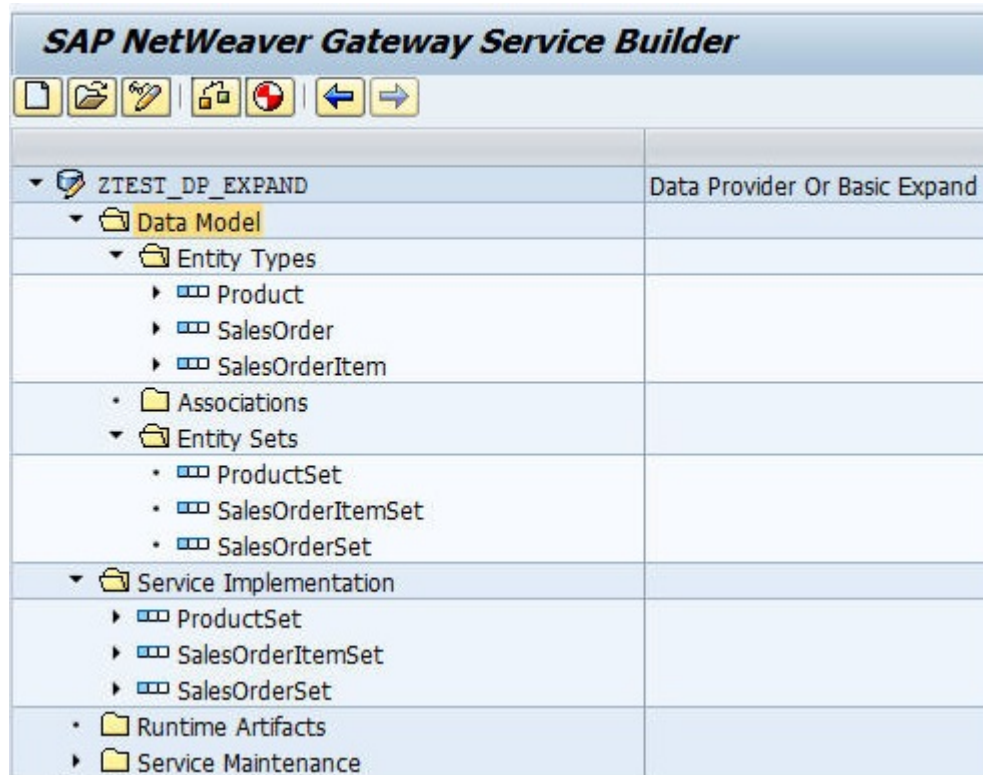 SAP NetWeaver Gateway Service Builder
ZTEST_DP_EXPAND Data Provider Or Basic Expand
Data Model
Entity Types
Product
SalesOrder
SalesOrderItem
Associations
Entity Sets
ProductSet
SalesOrderItemSet
SalesOrderSet
Service Implementation
ProductSet
SalesOrderItemSet
SalesOrderSet
Runtime Artifacts
Service Maintenance